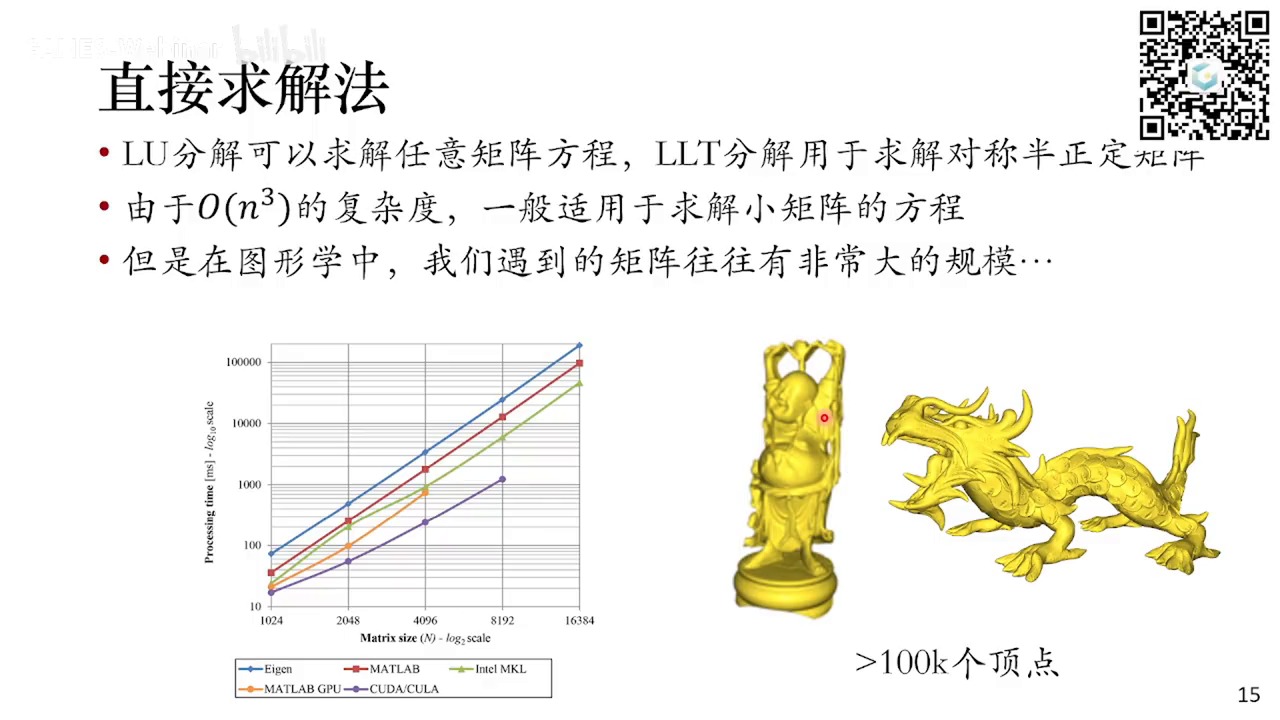 bilibili
直接求解法
• LU分解可以求解任意矩阵方程，LLT分解用于求解对称半正定矩阵
• 由于O(n³)的复杂度，一般适用于求解小矩阵的方程
• 但是在图形学中，我们遇到的矩阵往往有非常大的规模…
Processing time [ms] - log₁₀ scale
100000
10000
1000
100
10
1024 2048 4096 8192 16384
Matrix size (N) - log₂ scale
Eigen MATLAB Intel MKL
MATLAB GPU CUDA/CULA
>100k个顶点
15